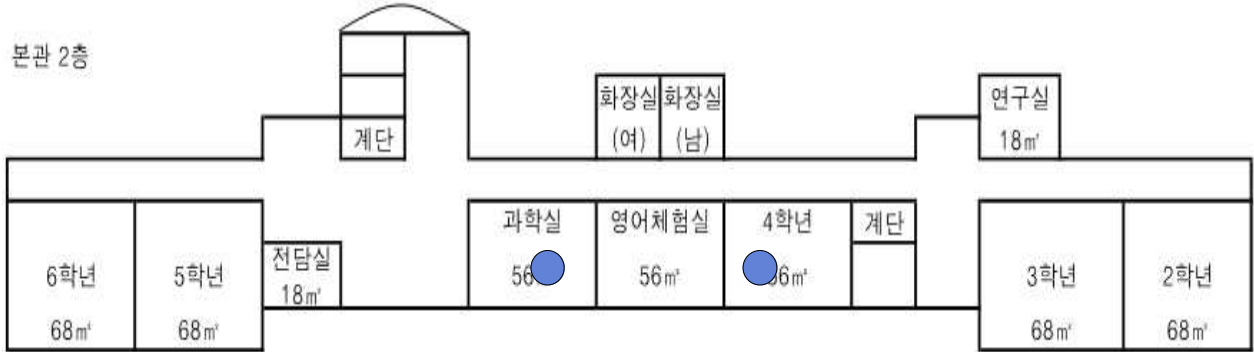 본관 2층
화장실 화장실
(여) (남)
연구실
18㎡
계단
과학실
56
영어체험실
56㎡
4학년
6㎡
계단
전담실
18㎡
6학년
68㎡
5학년
68㎡
3학년
68㎡
2학년
68㎡